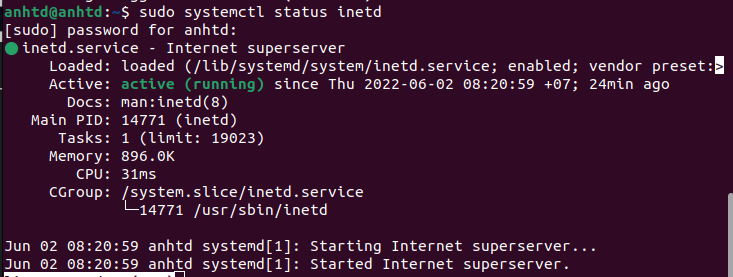 anhtd@anhtd:~$ sudo systemctl status inetd
[sudo] password for anhtd:
● inetd.service - Internet superserver
     Loaded: loaded (/lib/systemd/system/inetd.service; enabled; vendor preset:>
     Active: active (running) since Thu 2022-06-02 08:20:59 +07; 24min ago
       Docs: man:inetd(8)
   Main PID: 14771 (inetd)
      Tasks: 1 (limit: 19023)
     Memory: 896.0K
        CPU: 31ms
     CGroup: /system.slice/inetd.service
             └─14771 /usr/sbin/inetd
Jun 02 08:20:59 anhtd systemd[1]: Starting Internet superserver...
Jun 02 08:20:59 anhtd systemd[1]: Started Internet superserver.